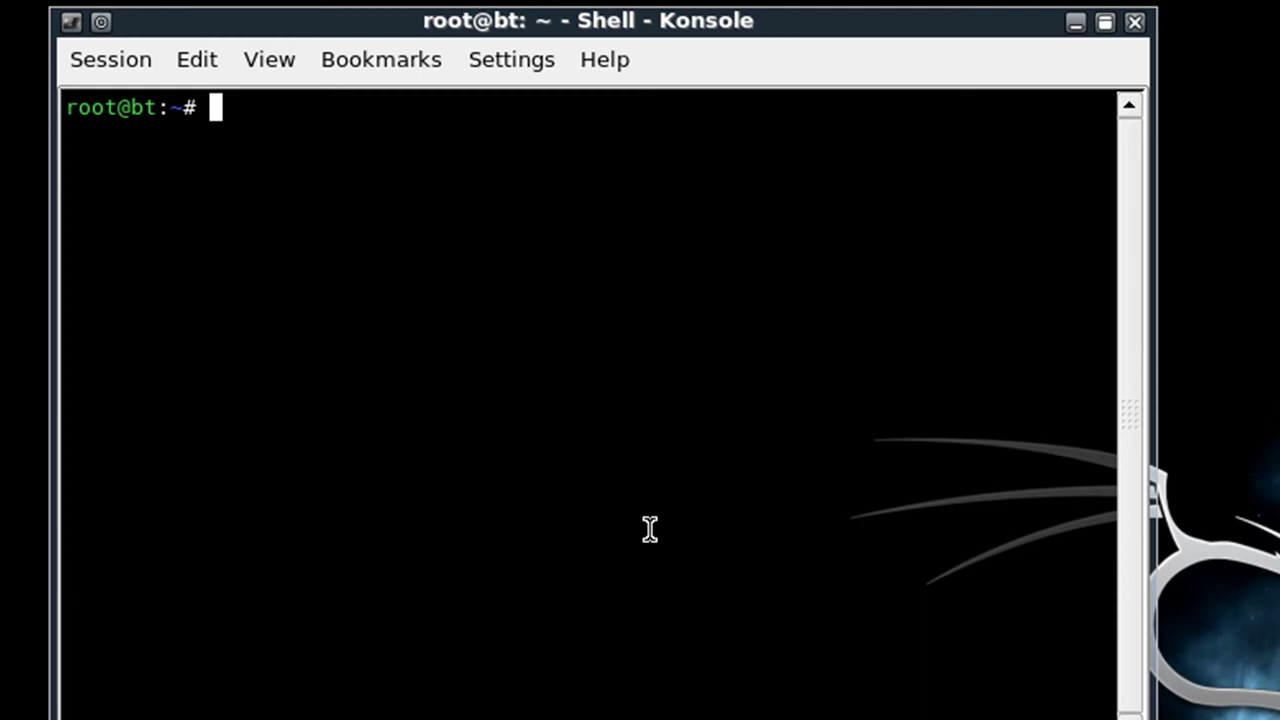 root@bt: ~ - Shell - Konsole
Session Edit View Bookmarks Settings Help
root@bt:~#